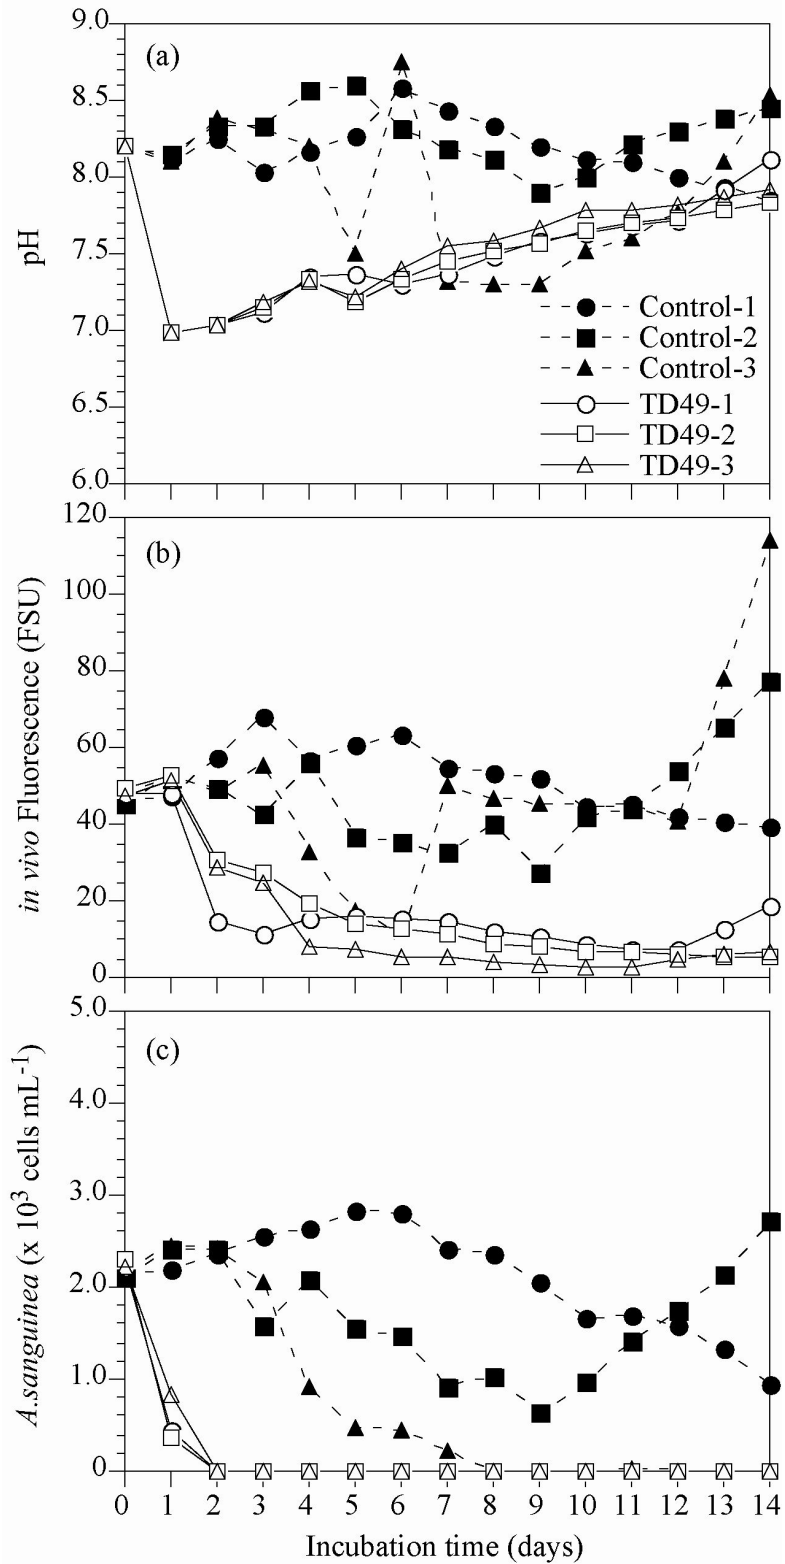 9.0
(a)
8.5
8.0
pH
7.5
7.0
6.5
6.0
Control-1
Control-2
Control-3
TD49-1
TD49-2
TD49-3
120
(b)
100
80
60
40
20
0
in vivo Fluorescence (FSU)
5.0
(c)
4.0
3.0
2.0
1.0
0
A.sanguinea (x 10³ cells mL⁻¹)
0 1 2 3 4 5 6 7 8 9 10 11 12 13 14
Incubation time (days)